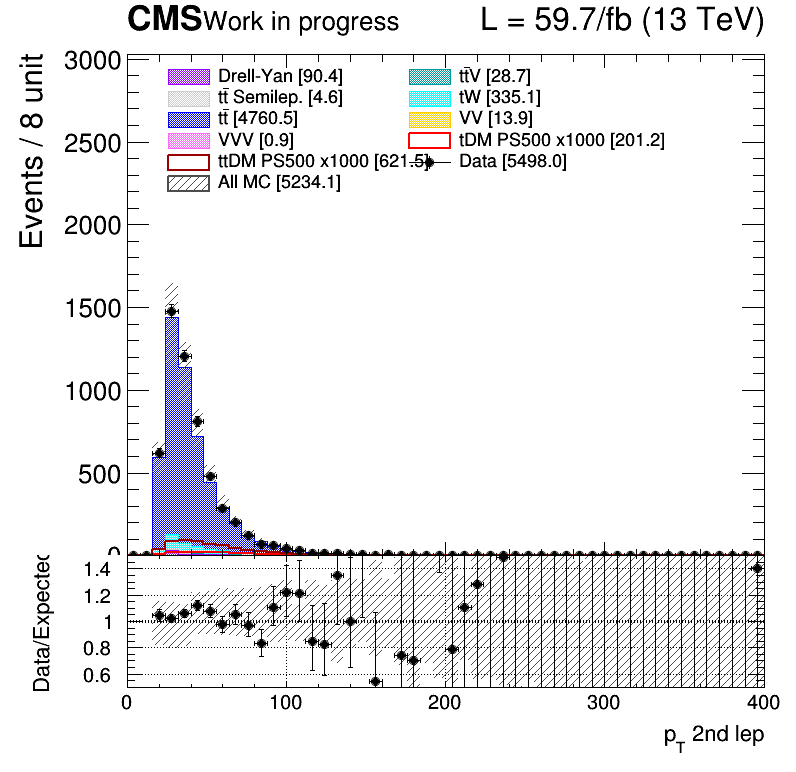 CMS Work in progress L = 59.7/fb (13 TeV)
Events / 8 unit
3000
2500
2000
1500
1000
500
0
Drell-Yan [90.4] tt̄V [28.7]
tt̄ Semilep. [4.6] tW [335.1]
tt̄ [4760.5] VV [13.9]
VVV [0.9] tDM PS500 x1000 [201.2]
ttDM PS500 x1000 [621.5] Data [5498.0]
All MC [5234.1]
Data/Expected
1.4
1.2
1
0.8
0.6
0 100 200 300 400
p_T 2nd lep